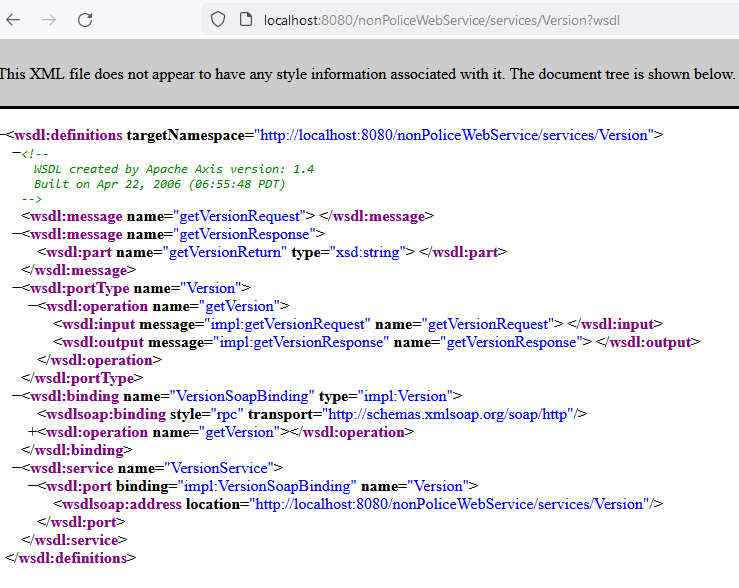 localhost:8080/nonPoliceWebService/services/Version?wsdl
This XML file does not appear to have any style information associated with it. The document tree is shown below.
−<wsdl:definitions targetNamespace="http://localhost:8080/nonPoliceWebService/services/Version">
−<!--
WSDL created by Apache Axis version: 1.4
Built on Apr 22, 2006 (06:55:48 PDT)
-->
<wsdl:message name="getVersionRequest"> </wsdl:message>
−<wsdl:message name="getVersionResponse">
<wsdl:part name="getVersionReturn" type="xsd:string"> </wsdl:part>
</wsdl:message>
−<wsdl:portType name="Version">
−<wsdl:operation name="getVersion">
<wsdl:input message="impl:getVersionRequest" name="getVersionRequest"> </wsdl:input>
<wsdl:output message="impl:getVersionResponse" name="getVersionResponse"> </wsdl:output>
</wsdl:operation>
</wsdl:portType>
−<wsdl:binding name="VersionSoapBinding" type="impl:Version">
<wsdlsoap:binding style="rpc" transport="http://schemas.xmlsoap.org/soap/http"/>
+<wsdl:operation name="getVersion"></wsdl:operation>
</wsdl:binding>
−<wsdl:service name="VersionService">
−<wsdl:port binding="impl:VersionSoapBinding" name="Version">
<wsdlsoap:address location="http://localhost:8080/nonPoliceWebService/services/Version"/>
</wsdl:port>
</wsdl:service>
</wsdl:definitions>